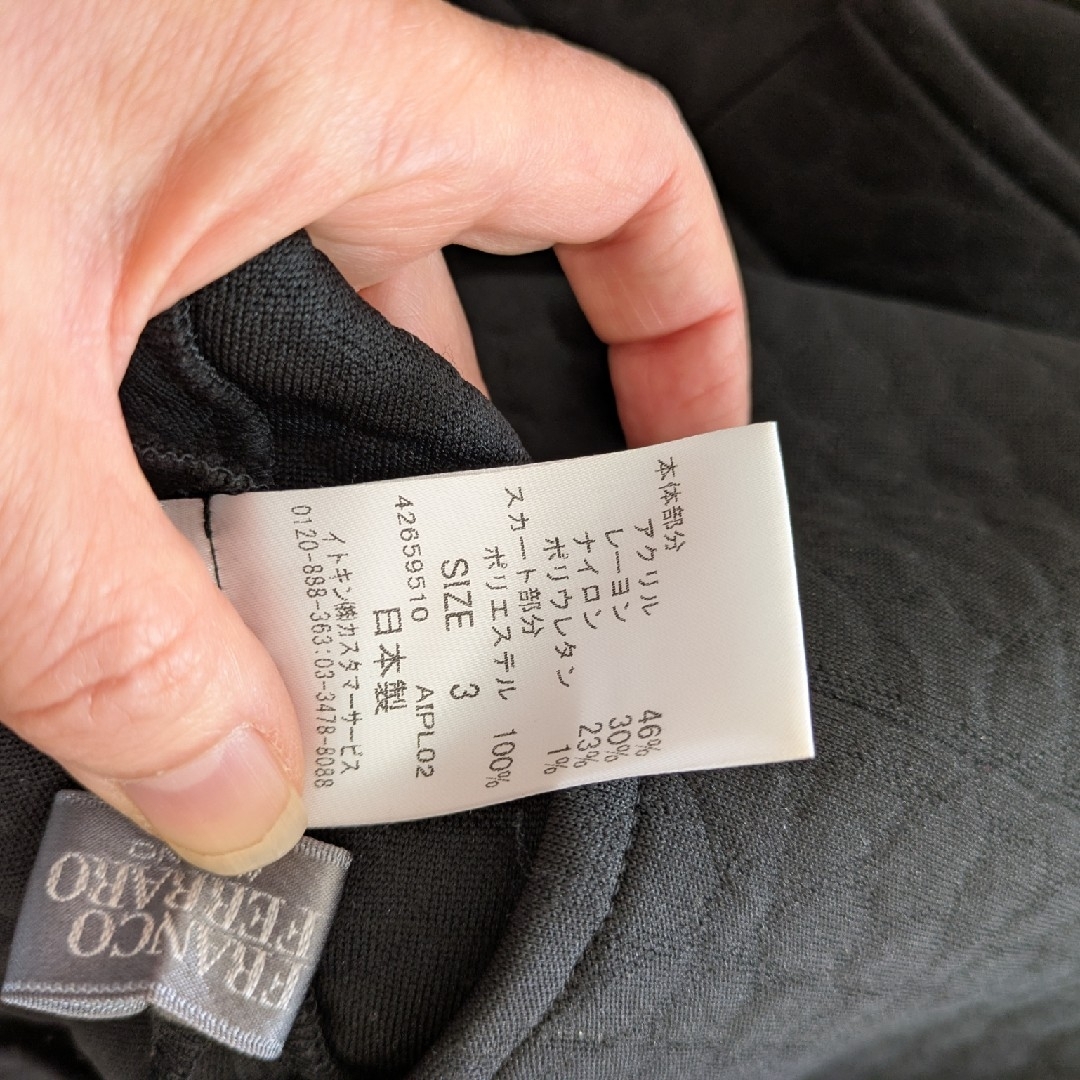 本体部分
アクリル 46%
レーヨン 30%
ナイロン 23%
ポリウレタン 1%
スカート部分
ポリエステル 100%
SIZE 3
42659510 AIPL02
日本製
イトキン㈱カスタマーサービス
0120-888-363:03-3478-8088
FRANCO
FERRARO